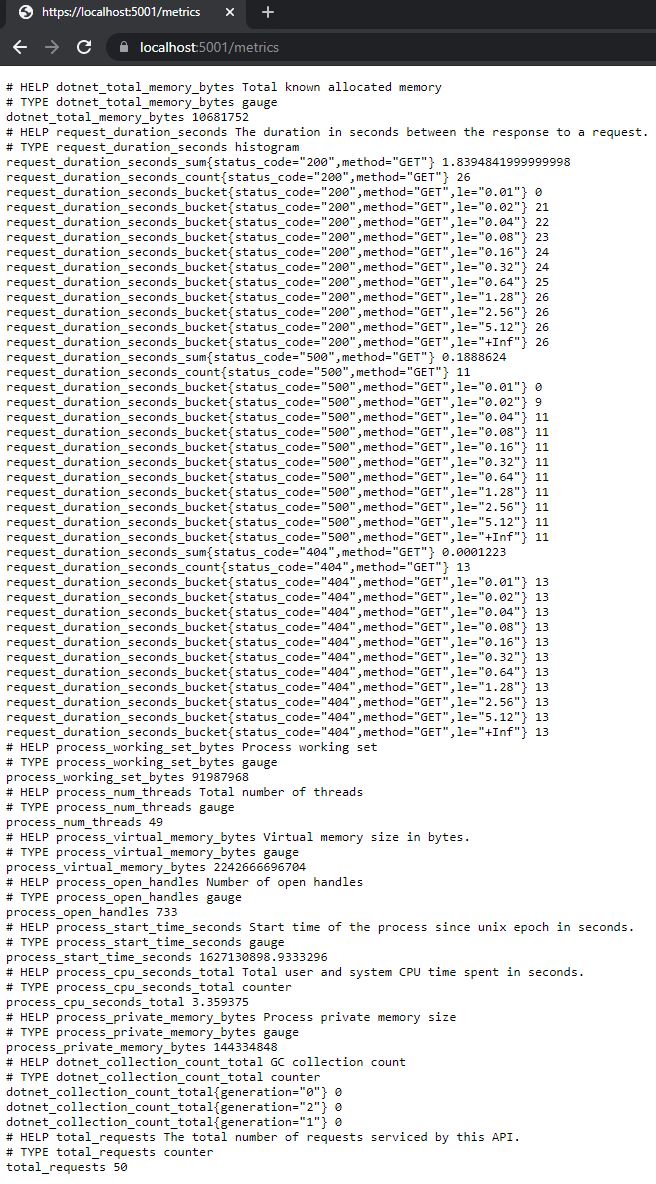 https://localhost:5001/metrics
localhost:5001/metrics
# HELP dotnet_total_memory_bytes Total known allocated memory
# TYPE dotnet_total_memory_bytes gauge
dotnet_total_memory_bytes 10681752
# HELP request_duration_seconds The duration in seconds between the response to a request.
# TYPE request_duration_seconds histogram
request_duration_seconds_sum{status_code="200",method="GET"} 1.8394841999999998
request_duration_seconds_count{status_code="200",method="GET"} 26
request_duration_seconds_bucket{status_code="200",method="GET",le="0.01"} 0
request_duration_seconds_bucket{status_code="200",method="GET",le="0.02"} 21
request_duration_seconds_bucket{status_code="200",method="GET",le="0.04"} 22
request_duration_seconds_bucket{status_code="200",method="GET",le="0.08"} 23
request_duration_seconds_bucket{status_code="200",method="GET",le="0.16"} 24
request_duration_seconds_bucket{status_code="200",method="GET",le="0.32"} 24
request_duration_seconds_bucket{status_code="200",method="GET",le="0.64"} 25
request_duration_seconds_bucket{status_code="200",method="GET",le="1.28"} 26
request_duration_seconds_bucket{status_code="200",method="GET",le="2.56"} 26
request_duration_seconds_bucket{status_code="200",method="GET",le="5.12"} 26
request_duration_seconds_bucket{status_code="200",method="GET",le="+Inf"} 26
request_duration_seconds_sum{status_code="500",method="GET"} 0.1888624
request_duration_seconds_count{status_code="500",method="GET"} 11
request_duration_seconds_bucket{status_code="500",method="GET",le="0.01"} 0
request_duration_seconds_bucket{status_code="500",method="GET",le="0.02"} 9
request_duration_seconds_bucket{status_code="500",method="GET",le="0.04"} 11
request_duration_seconds_bucket{status_code="500",method="GET",le="0.08"} 11
request_duration_seconds_bucket{status_code="500",method="GET",le="0.16"} 11
request_duration_seconds_bucket{status_code="500",method="GET",le="0.32"} 11
request_duration_seconds_bucket{status_code="500",method="GET",le="0.64"} 11
request_duration_seconds_bucket{status_code="500",method="GET",le="1.28"} 11
request_duration_seconds_bucket{status_code="500",method="GET",le="2.56"} 11
request_duration_seconds_bucket{status_code="500",method="GET",le="5.12"} 11
request_duration_seconds_bucket{status_code="500",method="GET",le="+Inf"} 11
request_duration_seconds_sum{status_code="404",method="GET"} 0.0001223
request_duration_seconds_count{status_code="404",method="GET"} 13
request_duration_seconds_bucket{status_code="404",method="GET",le="0.01"} 13
request_duration_seconds_bucket{status_code="404",method="GET",le="0.02"} 13
request_duration_seconds_bucket{status_code="404",method="GET",le="0.04"} 13
request_duration_seconds_bucket{status_code="404",method="GET",le="0.08"} 13
request_duration_seconds_bucket{status_code="404",method="GET",le="0.16"} 13
request_duration_seconds_bucket{status_code="404",method="GET",le="0.32"} 13
request_duration_seconds_bucket{status_code="404",method="GET",le="0.64"} 13
request_duration_seconds_bucket{status_code="404",method="GET",le="1.28"} 13
request_duration_seconds_bucket{status_code="404",method="GET",le="2.56"} 13
request_duration_seconds_bucket{status_code="404",method="GET",le="5.12"} 13
request_duration_seconds_bucket{status_code="404",method="GET",le="+Inf"} 13
# HELP process_working_set_bytes Process working set
# TYPE process_working_set_bytes gauge
process_working_set_bytes 91987968
# HELP process_num_threads Total number of threads
# TYPE process_num_threads gauge
process_num_threads 49
# HELP process_virtual_memory_bytes Virtual memory size in bytes.
# TYPE process_virtual_memory_bytes gauge
process_virtual_memory_bytes 2242666696704
# HELP process_open_handles Number of open handles
# TYPE process_open_handles gauge
process_open_handles 733
# HELP process_start_time_seconds Start time of the process since unix epoch in seconds.
# TYPE process_start_time_seconds gauge
process_start_time_seconds 1627130898.9333296
# HELP process_cpu_seconds_total Total user and system CPU time spent in seconds.
# TYPE process_cpu_seconds_total counter
process_cpu_seconds_total 3.359375
# HELP process_private_memory_bytes Process private memory size
# TYPE process_private_memory_bytes gauge
process_private_memory_bytes 144334848
# HELP dotnet_collection_count_total GC collection count
# TYPE dotnet_collection_count_total counter
dotnet_collection_count_total{generation="0"} 0
dotnet_collection_count_total{generation="2"} 0
dotnet_collection_count_total{generation="1"} 0
# HELP total_requests The total number of requests serviced by this API.
# TYPE total_requests counter
total_requests 50